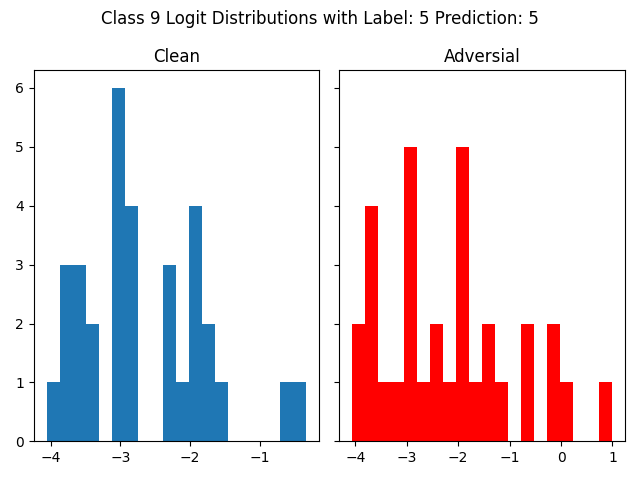 Class 9 Logit Distributions with Label: 5 Prediction: 5
Clean
Adversial
6
5
4
3
2
1
0
−4 −3 −2 −1
−4 −3 −2 −1 0 1